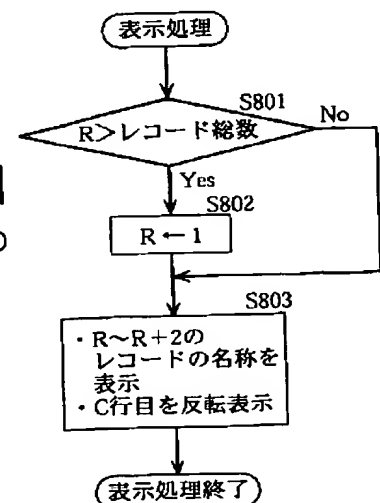 表示処理
S801
R>レコード総数
No
Yes
S802
R←1
S803
・R~R+2の
レコードの名称を
表示
・C行目を反転表示
表示処理終了